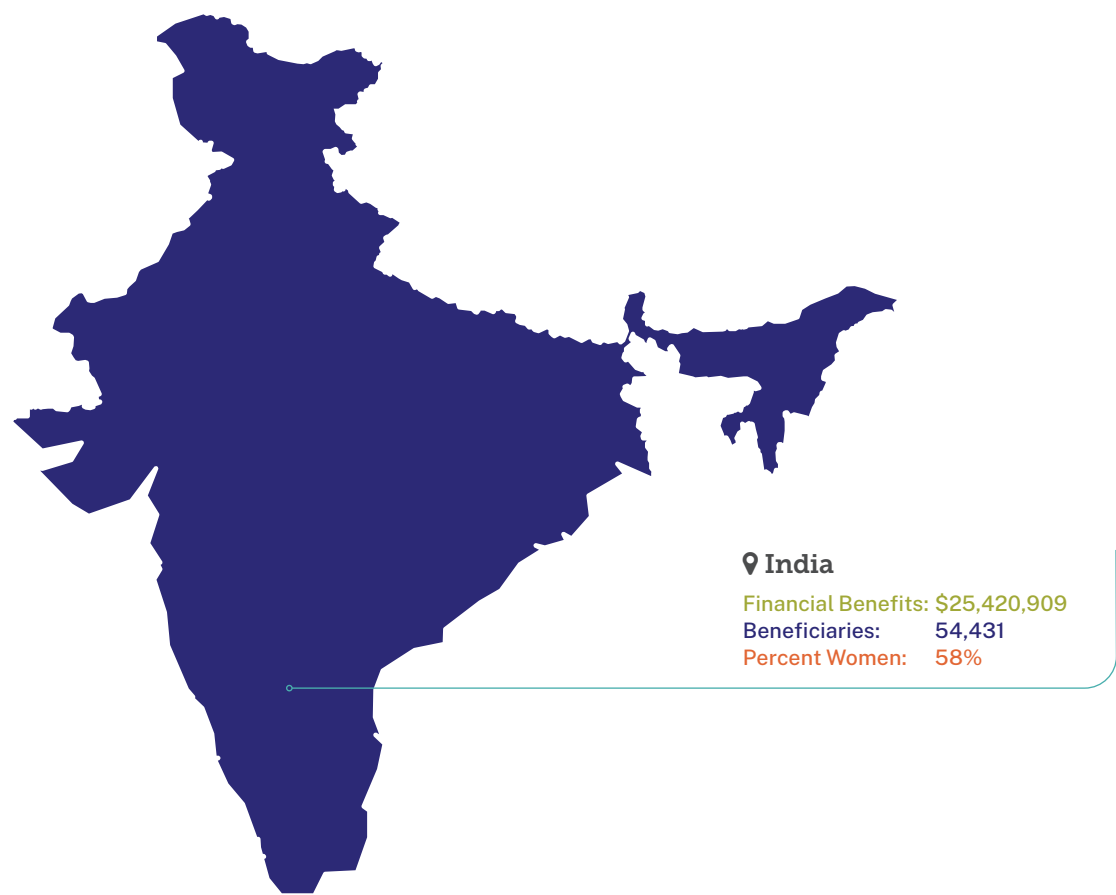 India
Financial Benefits: $25,420,909
Beneficiaries: 54,431
Percent Women: 58%